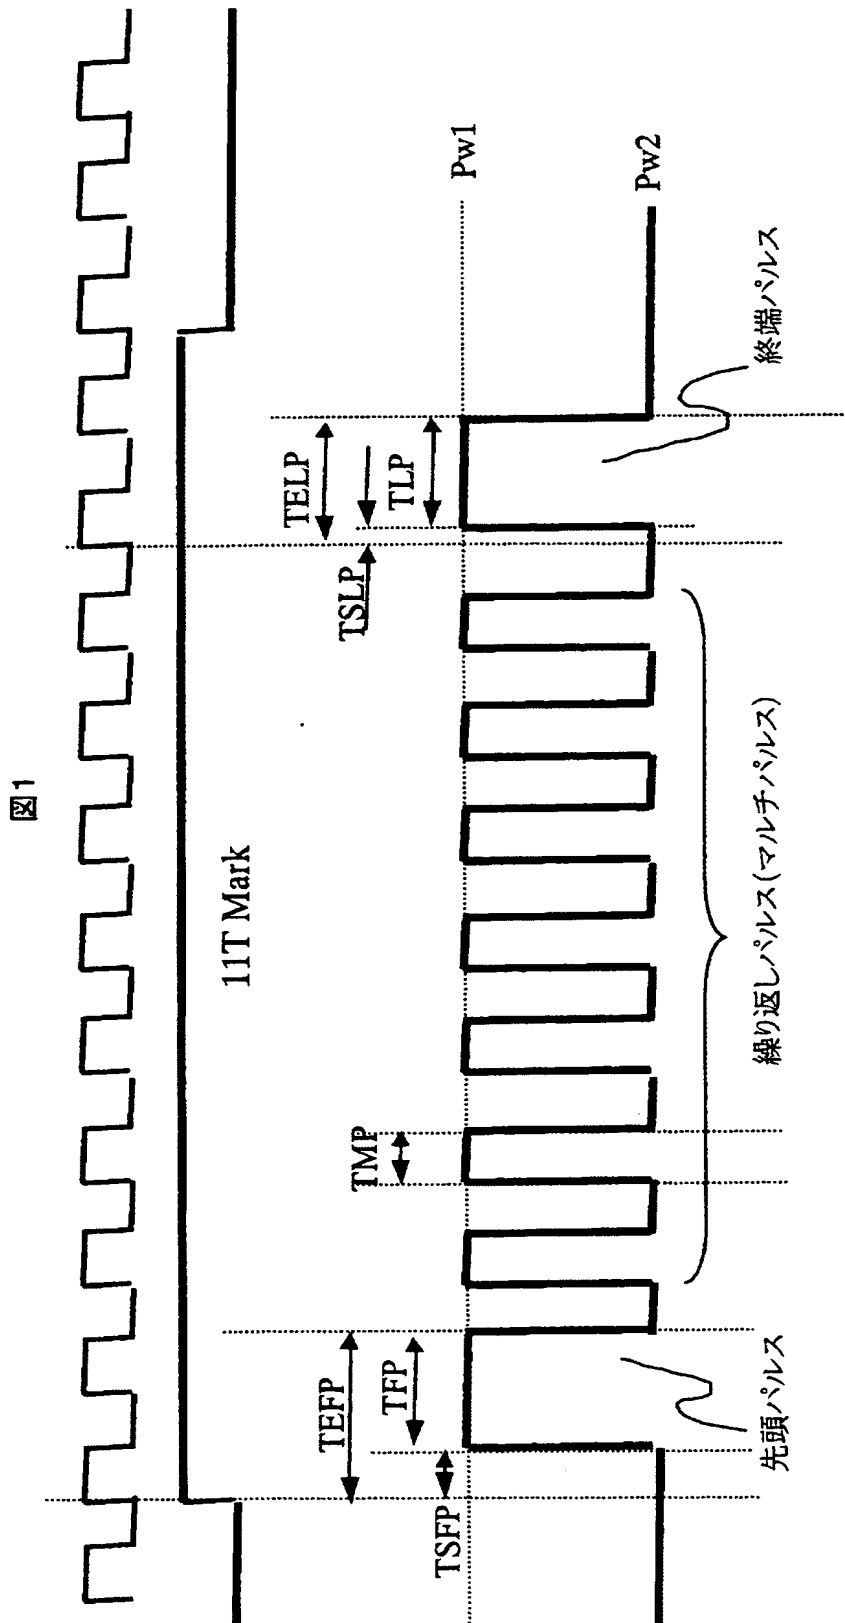 図1
11T Mark
Pw1
Pw2
TELP
TLP
TSLP
TMP
TEFP
TFP
TSFP
終端パルス
繰り返しパルス(マルチパルス)
先頭パルス